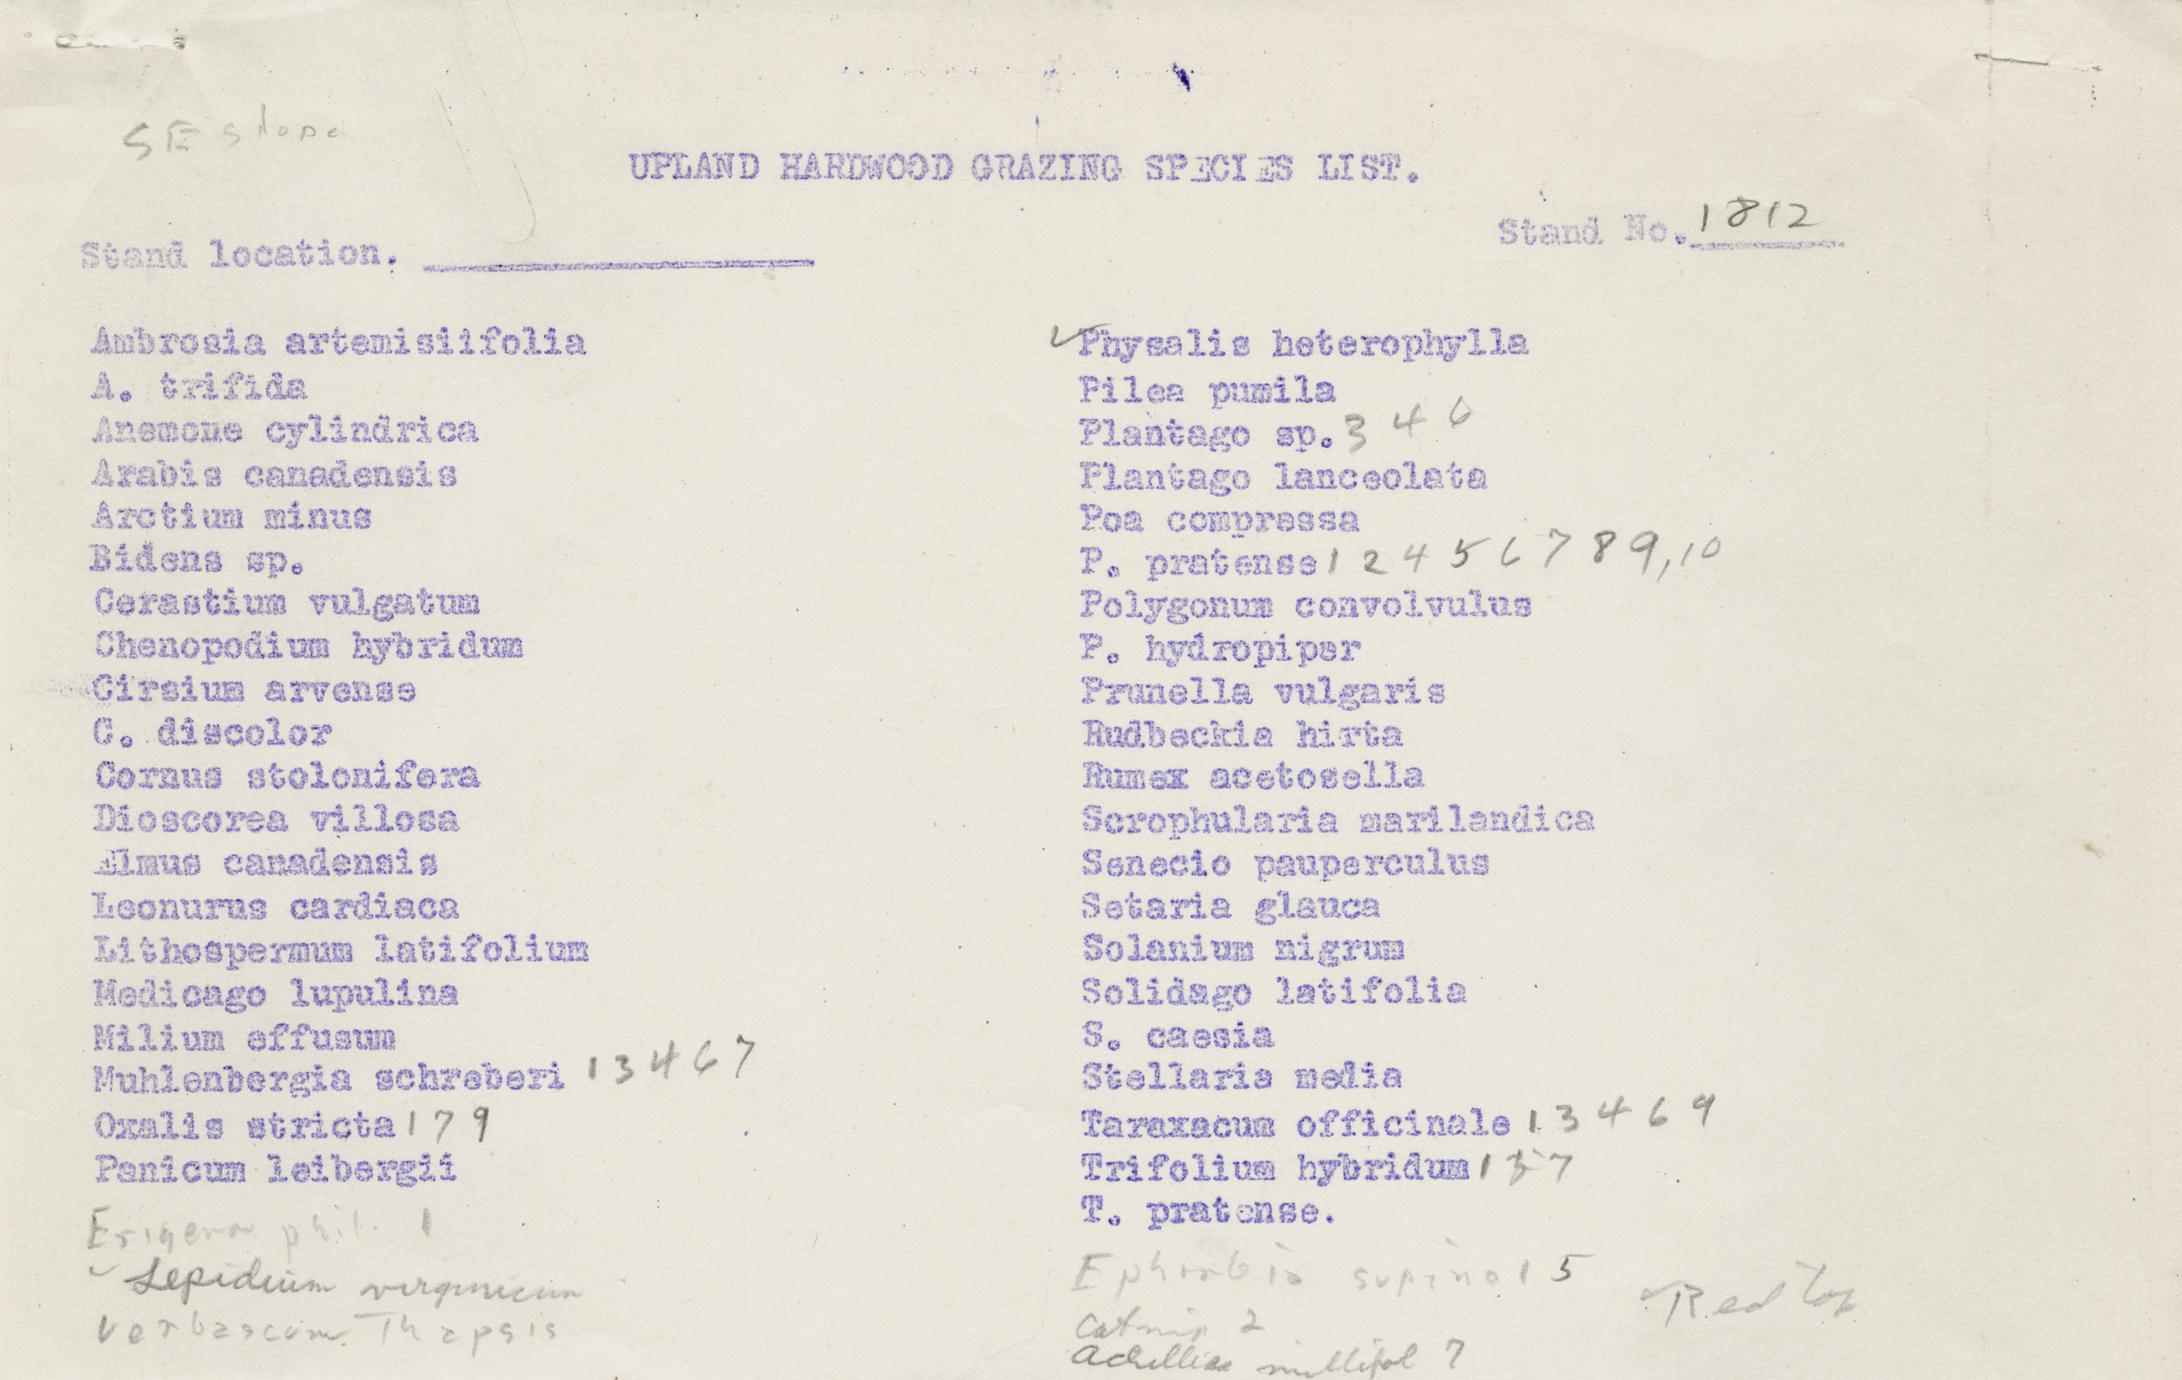 SE slope
UPLAND HARDWOOD GRAZING SPECIES LIST.
Stand No. 1812
Stand location.
Ambrosia artemisiifolia
A. trifida
Anemone cylindrica
Arabis canadensis
Arctium minus
Bidens sp.
Cerastium vulgatum
Chenopodium hybridum
Cirsium arvense
C. discolor
Cornus stolonifera
Dioscorea villosa
Elmus canadensis
Leonurus cardiaca
Lithospermum latifolium
Medicago lupulina
Milium effusum
Muhlenbergia schreberi 1 3 4 6 7
Oxalis stricta 1 7 9
Panicum leibergii
Erigeron phil. 1
✓ Lepidium virginicum
Verbascum Thapsis
✓ Physalis heterophylla
Pilea pumila
Plantago sp. 3 4 6
Plantago lanceolata
Poa compressa
P. pratense 1 2 4 5 6 7 8 9, 10
Polygonum convolvulus
P. hydropiper
Prunella vulgaris
Rudbeckia hirta
Rumex acetosella
Scrophularia marilandica
Senecio pauperculus
Setaria glauca
Solanium nigrum
Solidago latifolia
S. caesia
Stellaria media
Taraxacum officinale 1 3 4 6 9
Trifolium hybridum 1 7
T. pratense.
Ephorbia supina 1 5
✓ Red Top
Catnip 2
Achillea millefol 7